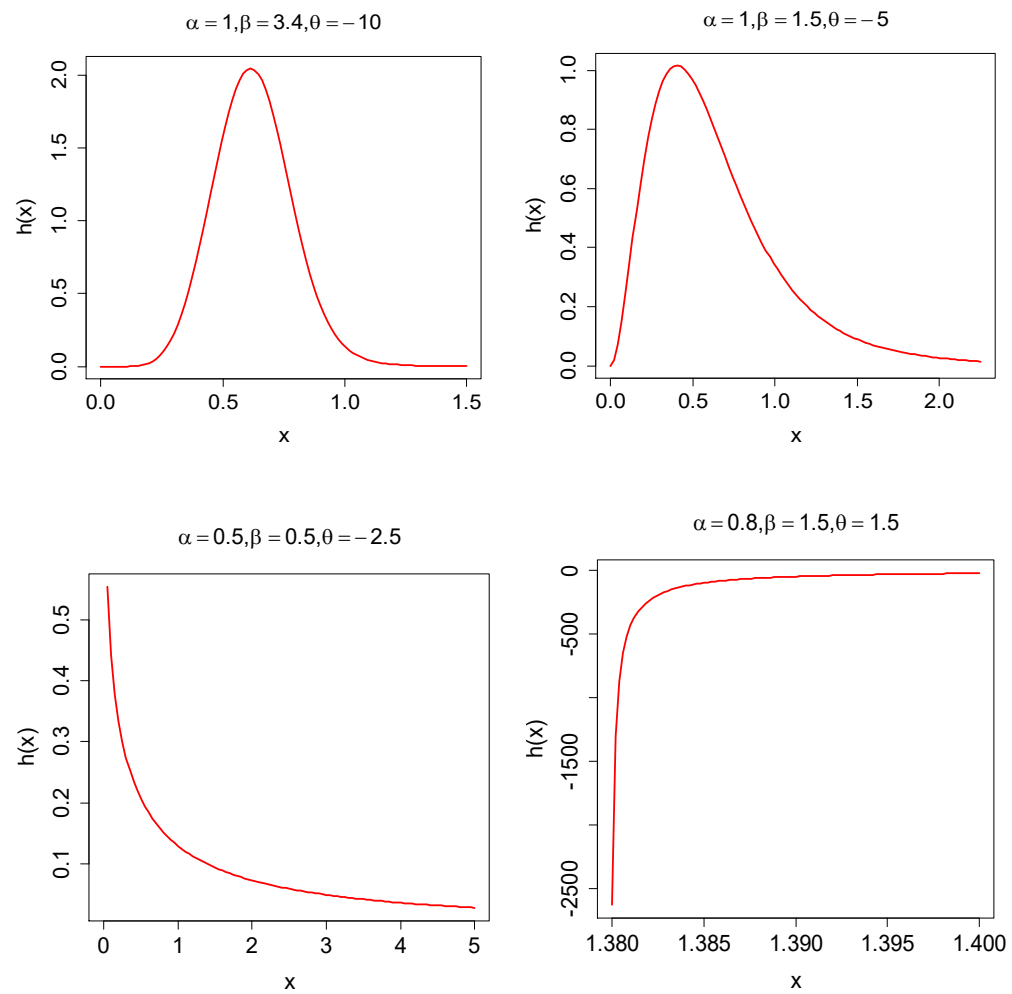 α = 1,β = 3.4,θ = −10
h(x)
2.0
1.5
1.0
0.5
0.0
0.0 0.5 1.0 1.5
x
α = 1,β = 1.5,θ = −5
h(x)
1.0
0.8
0.6
0.4
0.2
0.0
0.0 0.5 1.0 1.5 2.0
x
α = 0.5,β = 0.5,θ = −2.5
h(x)
0.5
0.4
0.3
0.2
0.1
0 1 2 3 4 5
x
α = 0.8,β = 1.5,θ = 1.5
h(x)
0
-500
-1500
-2500
1.380 1.385 1.390 1.395 1.400
x